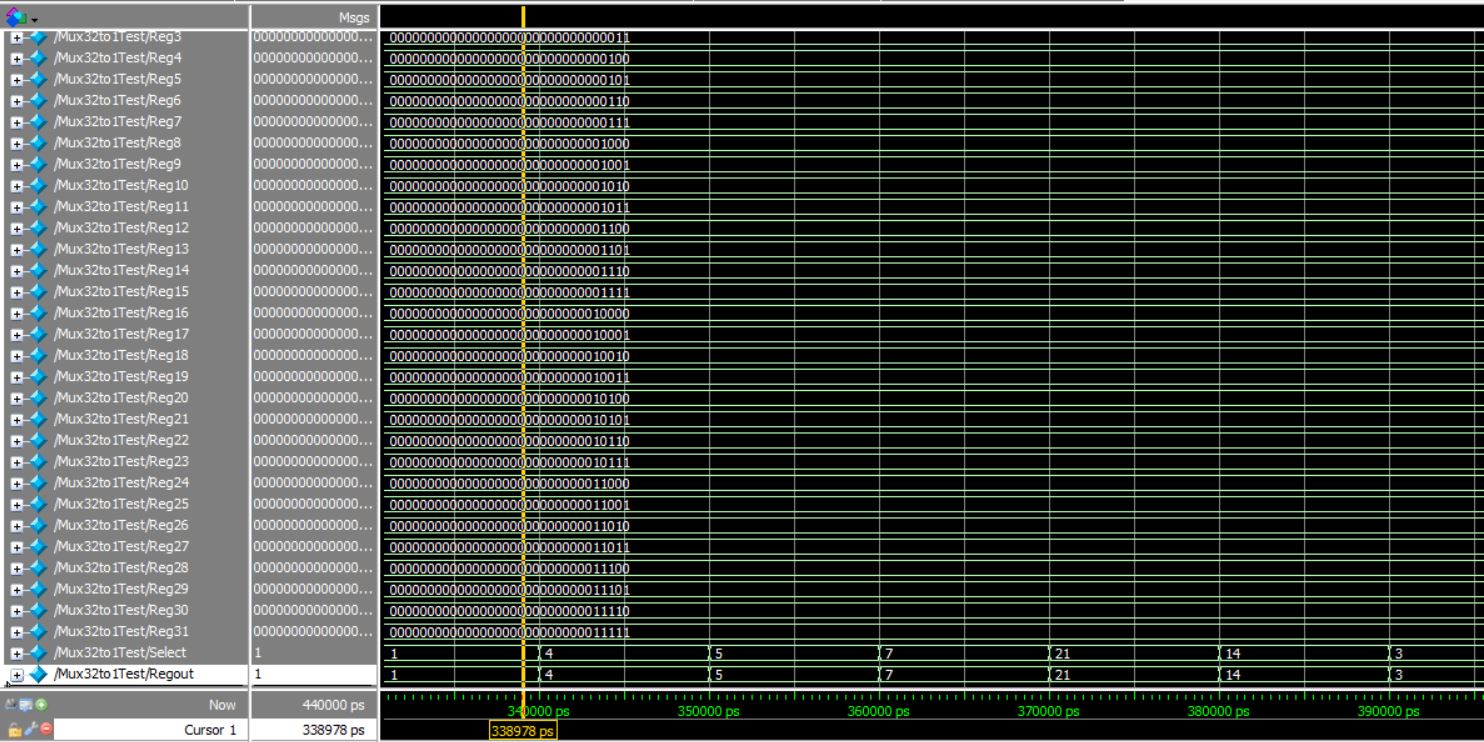 Msgs
/Mux32to1Test/Reg3 00000000000000... 00000000000000000000000000000011
/Mux32to1Test/Reg4 00000000000000... 00000000000000000000000000000100
/Mux32to1Test/Reg5 00000000000000... 00000000000000000000000000000101
/Mux32to1Test/Reg6 00000000000000... 00000000000000000000000000000110
/Mux32to1Test/Reg7 00000000000000... 00000000000000000000000000000111
/Mux32to1Test/Reg8 00000000000000... 00000000000000000000000000001000
/Mux32to1Test/Reg9 00000000000000... 00000000000000000000000000001001
/Mux32to1Test/Reg10 00000000000000... 00000000000000000000000000001010
/Mux32to1Test/Reg11 00000000000000... 00000000000000000000000000001011
/Mux32to1Test/Reg12 00000000000000... 00000000000000000000000000001100
/Mux32to1Test/Reg13 00000000000000... 00000000000000000000000000001101
/Mux32to1Test/Reg14 00000000000000... 00000000000000000000000000001110
/Mux32to1Test/Reg15 00000000000000... 00000000000000000000000000001111
/Mux32to1Test/Reg16 00000000000000... 00000000000000000000000000010000
/Mux32to1Test/Reg17 00000000000000... 00000000000000000000000000010001
/Mux32to1Test/Reg18 00000000000000... 00000000000000000000000000010010
/Mux32to1Test/Reg19 00000000000000... 00000000000000000000000000010011
/Mux32to1Test/Reg20 00000000000000... 00000000000000000000000000010100
/Mux32to1Test/Reg21 00000000000000... 00000000000000000000000000010101
/Mux32to1Test/Reg22 00000000000000... 00000000000000000000000000010110
/Mux32to1Test/Reg23 00000000000000... 00000000000000000000000000010111
/Mux32to1Test/Reg24 00000000000000... 00000000000000000000000000011000
/Mux32to1Test/Reg25 00000000000000... 00000000000000000000000000011001
/Mux32to1Test/Reg26 00000000000000... 00000000000000000000000000011010
/Mux32to1Test/Reg27 00000000000000... 00000000000000000000000000011011
/Mux32to1Test/Reg28 00000000000000... 00000000000000000000000000011100
/Mux32to1Test/Reg29 00000000000000... 00000000000000000000000000011101
/Mux32to1Test/Reg30 00000000000000... 00000000000000000000000000011110
/Mux32to1Test/Reg31 00000000000000... 00000000000000000000000000011111
/Mux32to1Test/Select 1 1 4 5 7 21 14 3
/Mux32to1Test/Regout 1 1 4 5 7 21 14 3
Now 440000 ps 340000 ps 350000 ps 360000 ps 370000 ps 380000 ps 390000 ps
Cursor 1 338978 ps 338978 ps